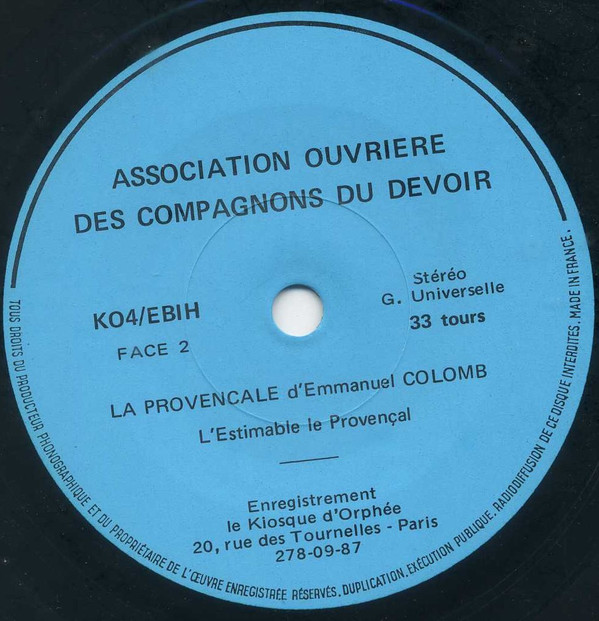 ASSOCIATION OUVRIERE
DES COMPAGNONS DU DEVOIR
KO4/EBIH
FACE 2
Stéréo
G. Universelle
33 tours
LA PROVENCALE d'Emmanuel COLOMB
L'Estimable le Provençal
Enregistrement
le Kiosque d'Orphée
20, rue des Tournelles - Paris
278-09-87
TOUS DROITS DU PRODUCTEUR PHONOGRAPHIQUE ET DU PROPRIÉTAIRE DE L'ŒUVRE ENREGISTRÉE RÉSERVÉS. DUPLICATION. EXÉCUTION PUBLIQUE. RADIODIFFUSION DE CE DISQUE INTERDITES. MADE IN FRANCE.